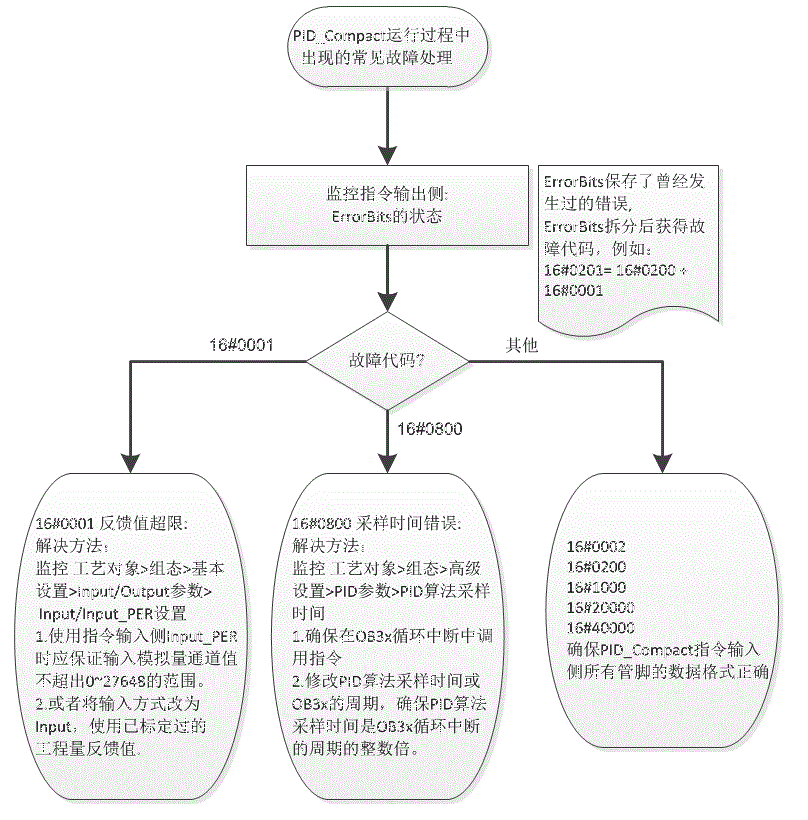 PID_Compact运行过程中
出现的常见故障处理
监控指令输出侧:
ErrorBits的状态
ErrorBits保存了曾经发
生过的错误,
ErrorBits拆分后获得故
障代码，例如：
16#0201= 16#0200 +
16#0001
故障代码?
16#0001
16#0800
其他
16#0001 反馈值超限:
解决方法：
监控 工艺对象>组态>基本
设置>Input/Output参数>
Input/Input_PER设置
1.使用指令输入侧Input_PER
时应保证输入模拟量通道值
不超出0~27648的范围。
2.或者将输入方式改为
Input，使用已标定过的
工程量反馈值.
16#0800 采样时间错误:
解决方法：
监控 工艺对象>组态>高级
设置>PID参数>PID算法采样
时间
1.确保在OB3x循环中断中调
用指令
2.修改PID算法采样时间或
OB3x的周期，确保PID算法
采样时间是OB3x循环中断
的周期的整数倍。
16#0002
16#0200
16#1000
16#20000
16#40000
确保PID_Compact指令输入
侧所有管脚的数据格式正确